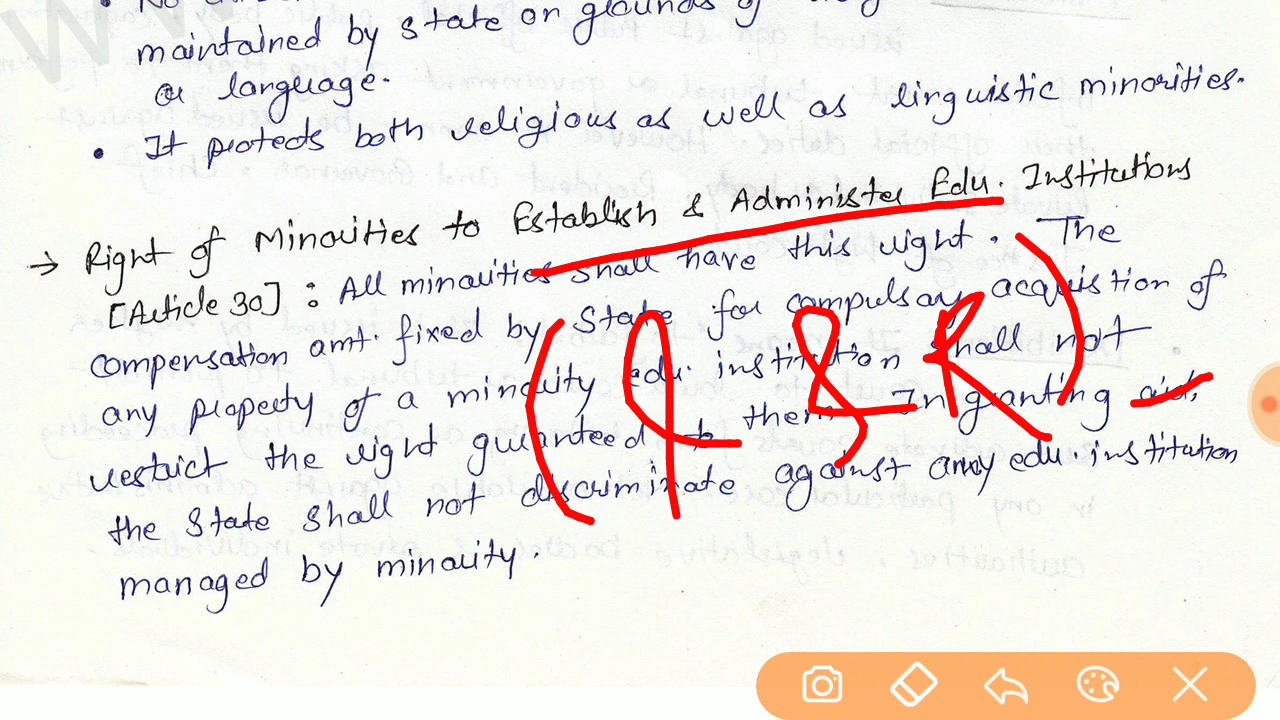 maintained by state on grounds of
or language.
• It protects both religious as well as linguistic minorities.
→ Right of Minorities to Establish & Administer Edu. Institutions
[Article 30] : All minorities shall have this right. The
compensation amt. fixed by State for compulsory acquistion of
any property of a minority edu. institution shall not
restrict the right guranteed to them. In granting aid,
the State shall not discriminate against any edu. institution
managed by minority.